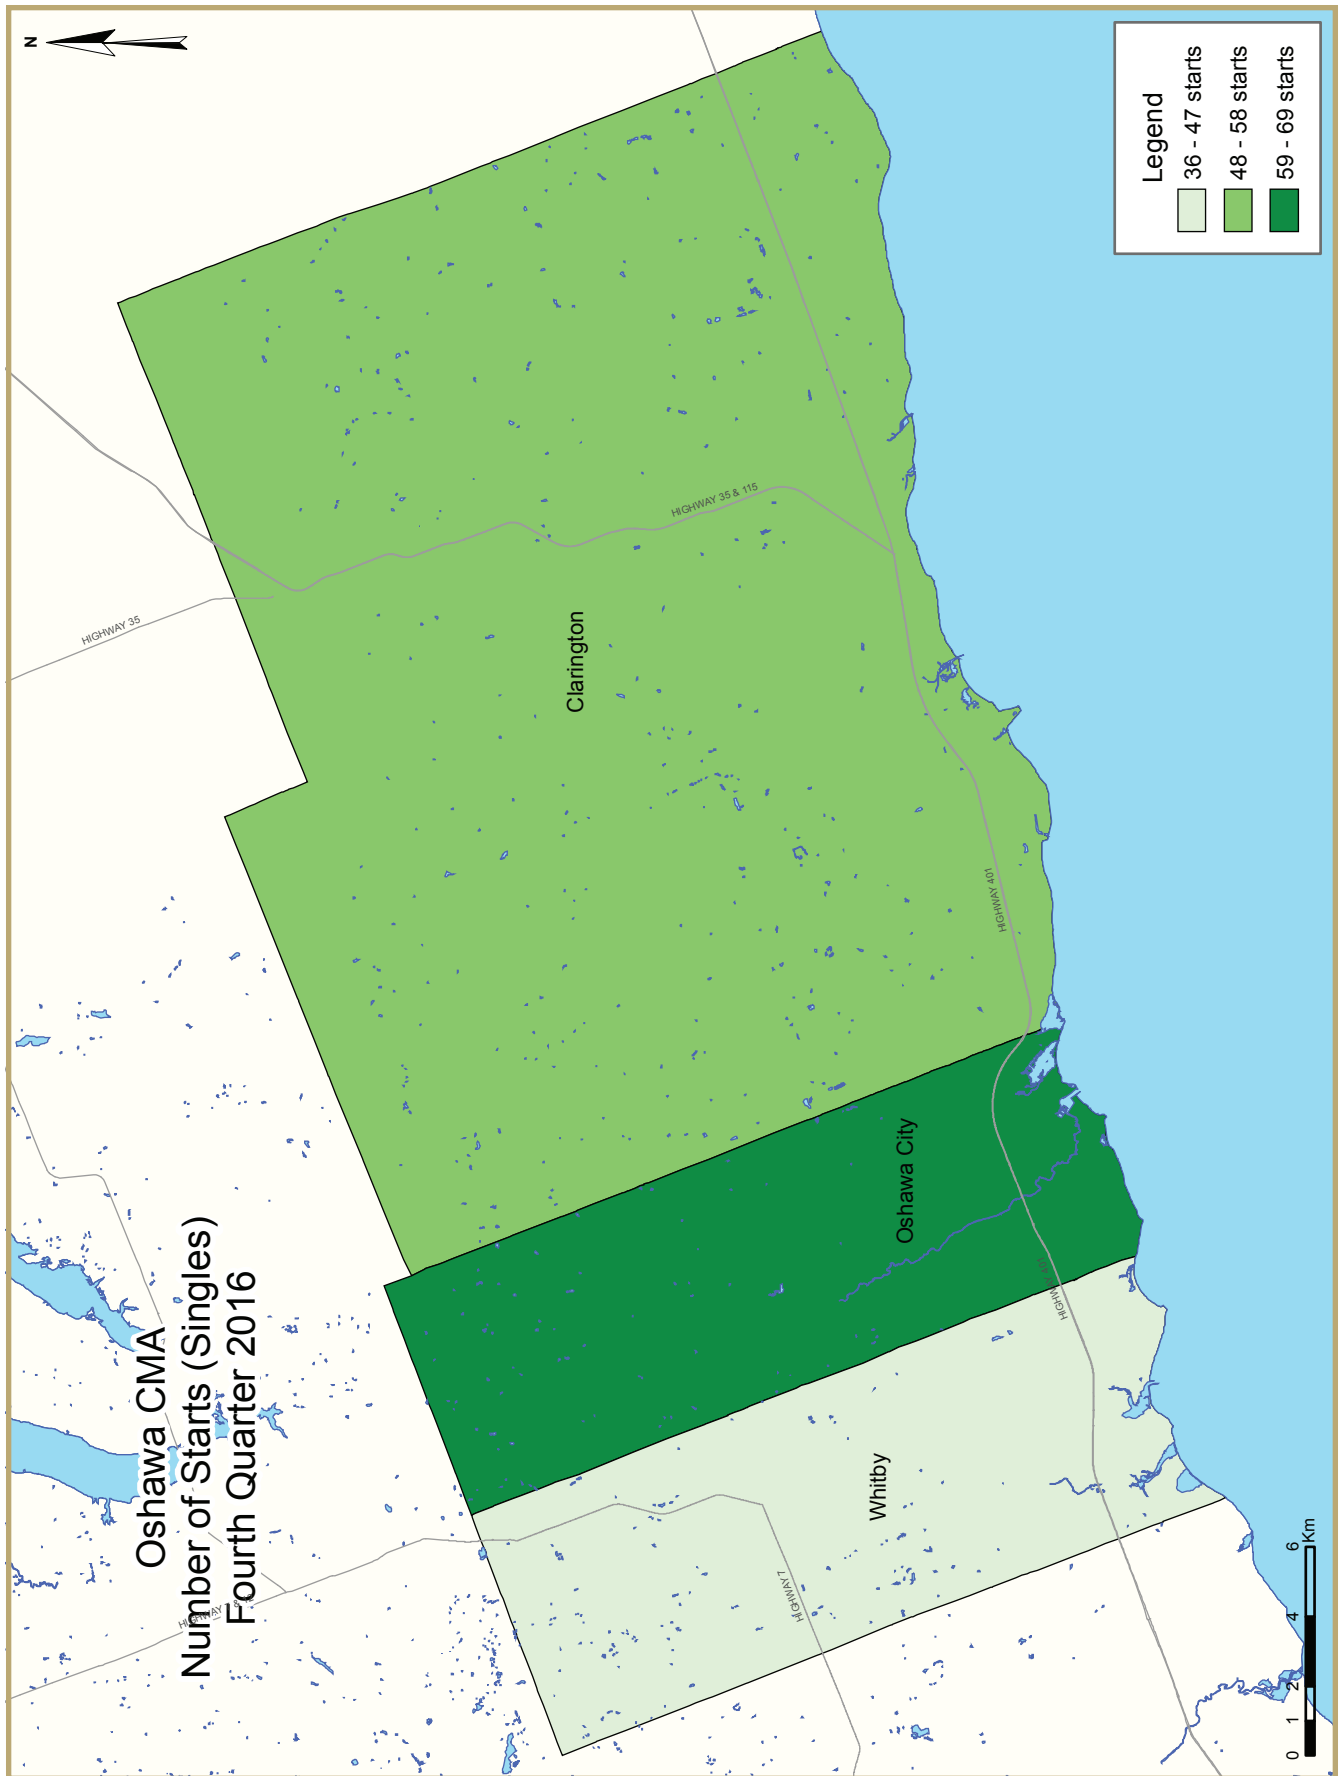 Oshawa CMA
Number of Starts (Singles)
Fourth Quarter 2016
N
HIGHWAY 35
HIGHWAY 35 & 115
HIGHWAY 401
HIGHWAY 401
HIGHWAY 7
Clarington
Oshawa City
Whitby
Legend
36 - 47 starts
48 - 58 starts
59 - 69 starts
0 1 2 4 6
Km